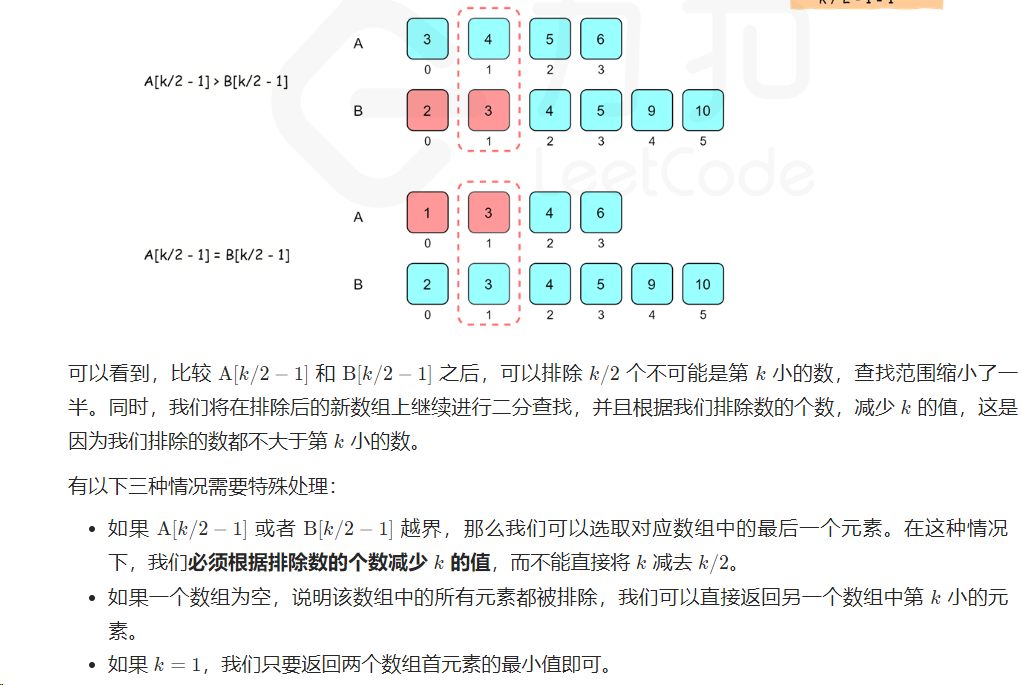 A 3 4 5 6
0 1 2 3
A[k/2 - 1] > B[k/2 - 1]
B 2 3 4 5 9 10
0 1 2 3 4 5
LeetCode
A 1 3 4 6
0 1 2 3
A[k/2 - 1] = B[k/2 - 1]
B 2 3 4 5 9 10
0 1 2 3 4 5
可以看到，比较 A[k/2 − 1] 和 B[k/2 − 1] 之后，可以排除 k/2 个不可能是第 k 小的数，查找范围缩小了一
半。同时，我们将在排除后的新数组上继续进行二分查找，并且根据我们排除数的个数，减少 k 的值，这是
因为我们排除的数都不大于第 k 小的数。
有以下三种情况需要特殊处理：
• 如果 A[k/2 − 1] 或者 B[k/2 − 1] 越界，那么我们可以选取对应数组中的最后一个元素。在这种情况
下，我们必须根据排除数的个数减少 k 的值，而不能直接将 k 减去 k/2。
• 如果一个数组为空，说明该数组中的所有元素都被排除，我们可以直接返回另一个数组中第 k 小的元
素。
• 如果 k = 1，我们只要返回两个数组首元素的最小值即可。